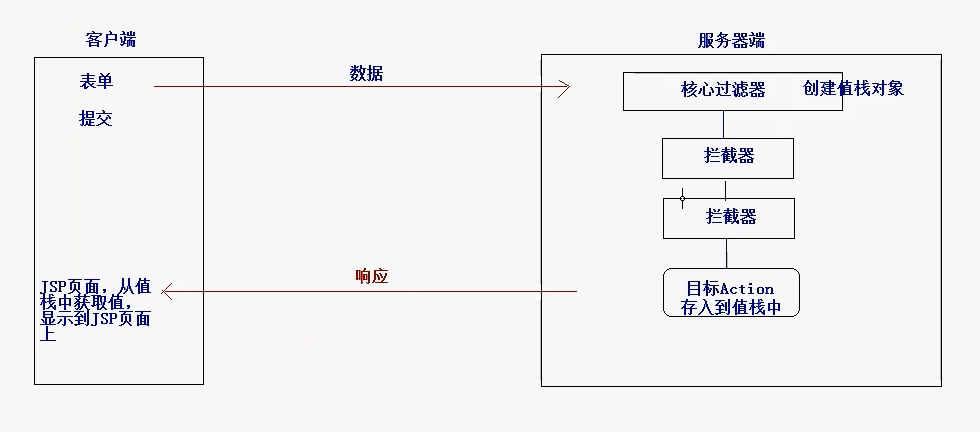 客户端
服务器端
表单
数据
核心过滤器
创建值栈对象
提交
拦截器
拦截器
响应
JSP页面，从值
栈中获取值，
显示到JSP页面
上
目标Action
存入到值栈中